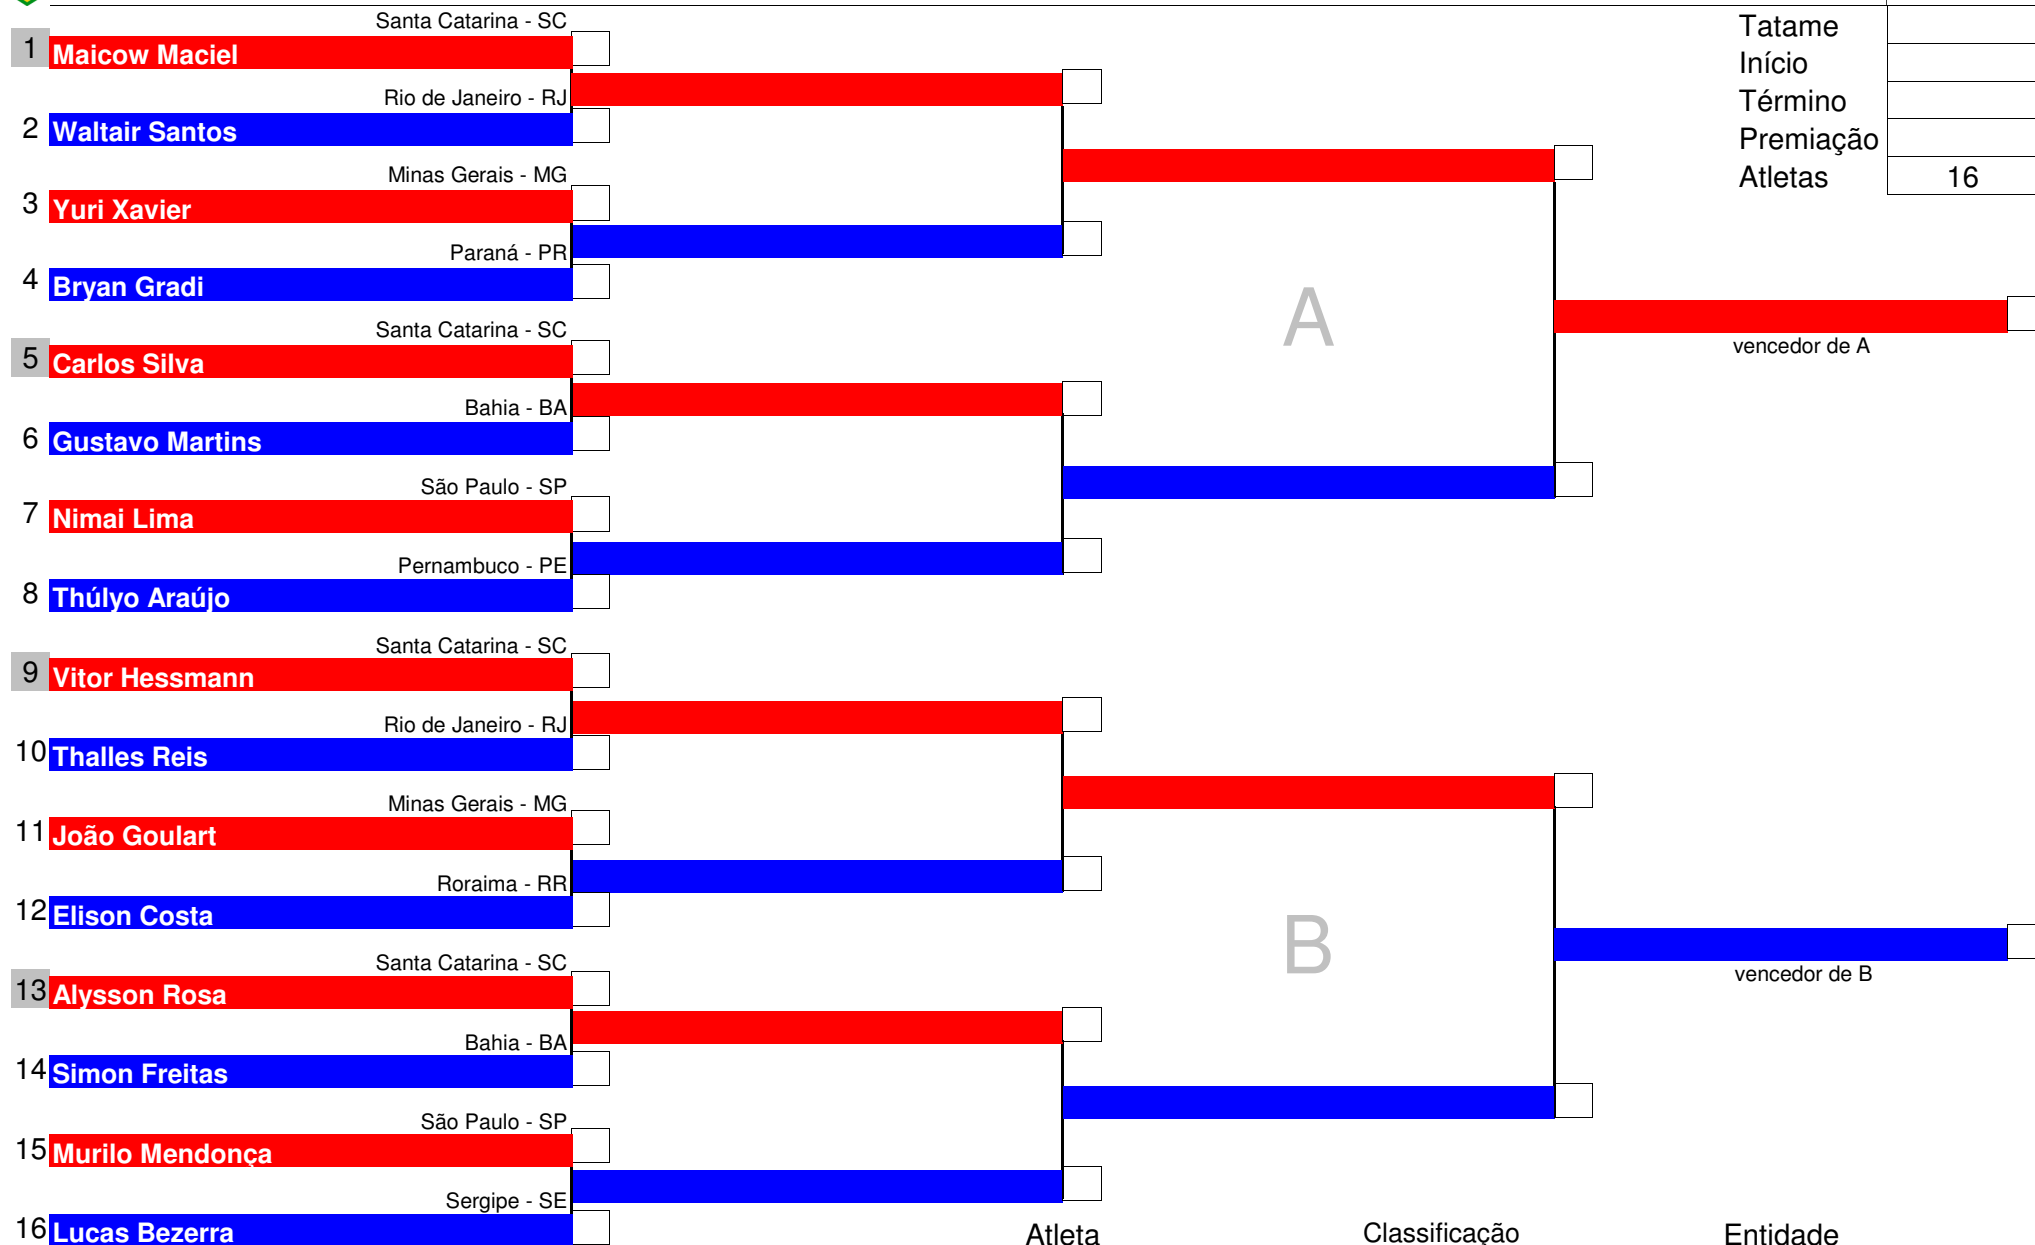 Santa Catarina - SC
1 Maicow Maciel
Rio de Janeiro - RJ
2 Waltair Santos
Minas Gerais - MG
3 Yuri Xavier
Paraná - PR
4 Bryan Gradi
Santa Catarina - SC
5 Carlos Silva
Bahia - BA
6 Gustavo Martins
São Paulo - SP
7 Nimai Lima
Pernambuco - PE
8 Thúlyo Araújo
Santa Catarina - SC
9 Vitor Hessmann
Rio de Janeiro - RJ
10 Thalles Reis
Minas Gerais - MG
11 João Goulart
Roraima - RR
12 Elison Costa
Santa Catarina - SC
13 Alysson Rosa
Bahia - BA
14 Simon Freitas
São Paulo - SP
15 Murilo Mendonça
Sergipe - SE
16 Lucas Bezerra
A
B
Tatame
Início
Término
Premiação
Atletas 16
vencedor de A
vencedor de B
Atleta Classificação Entidade